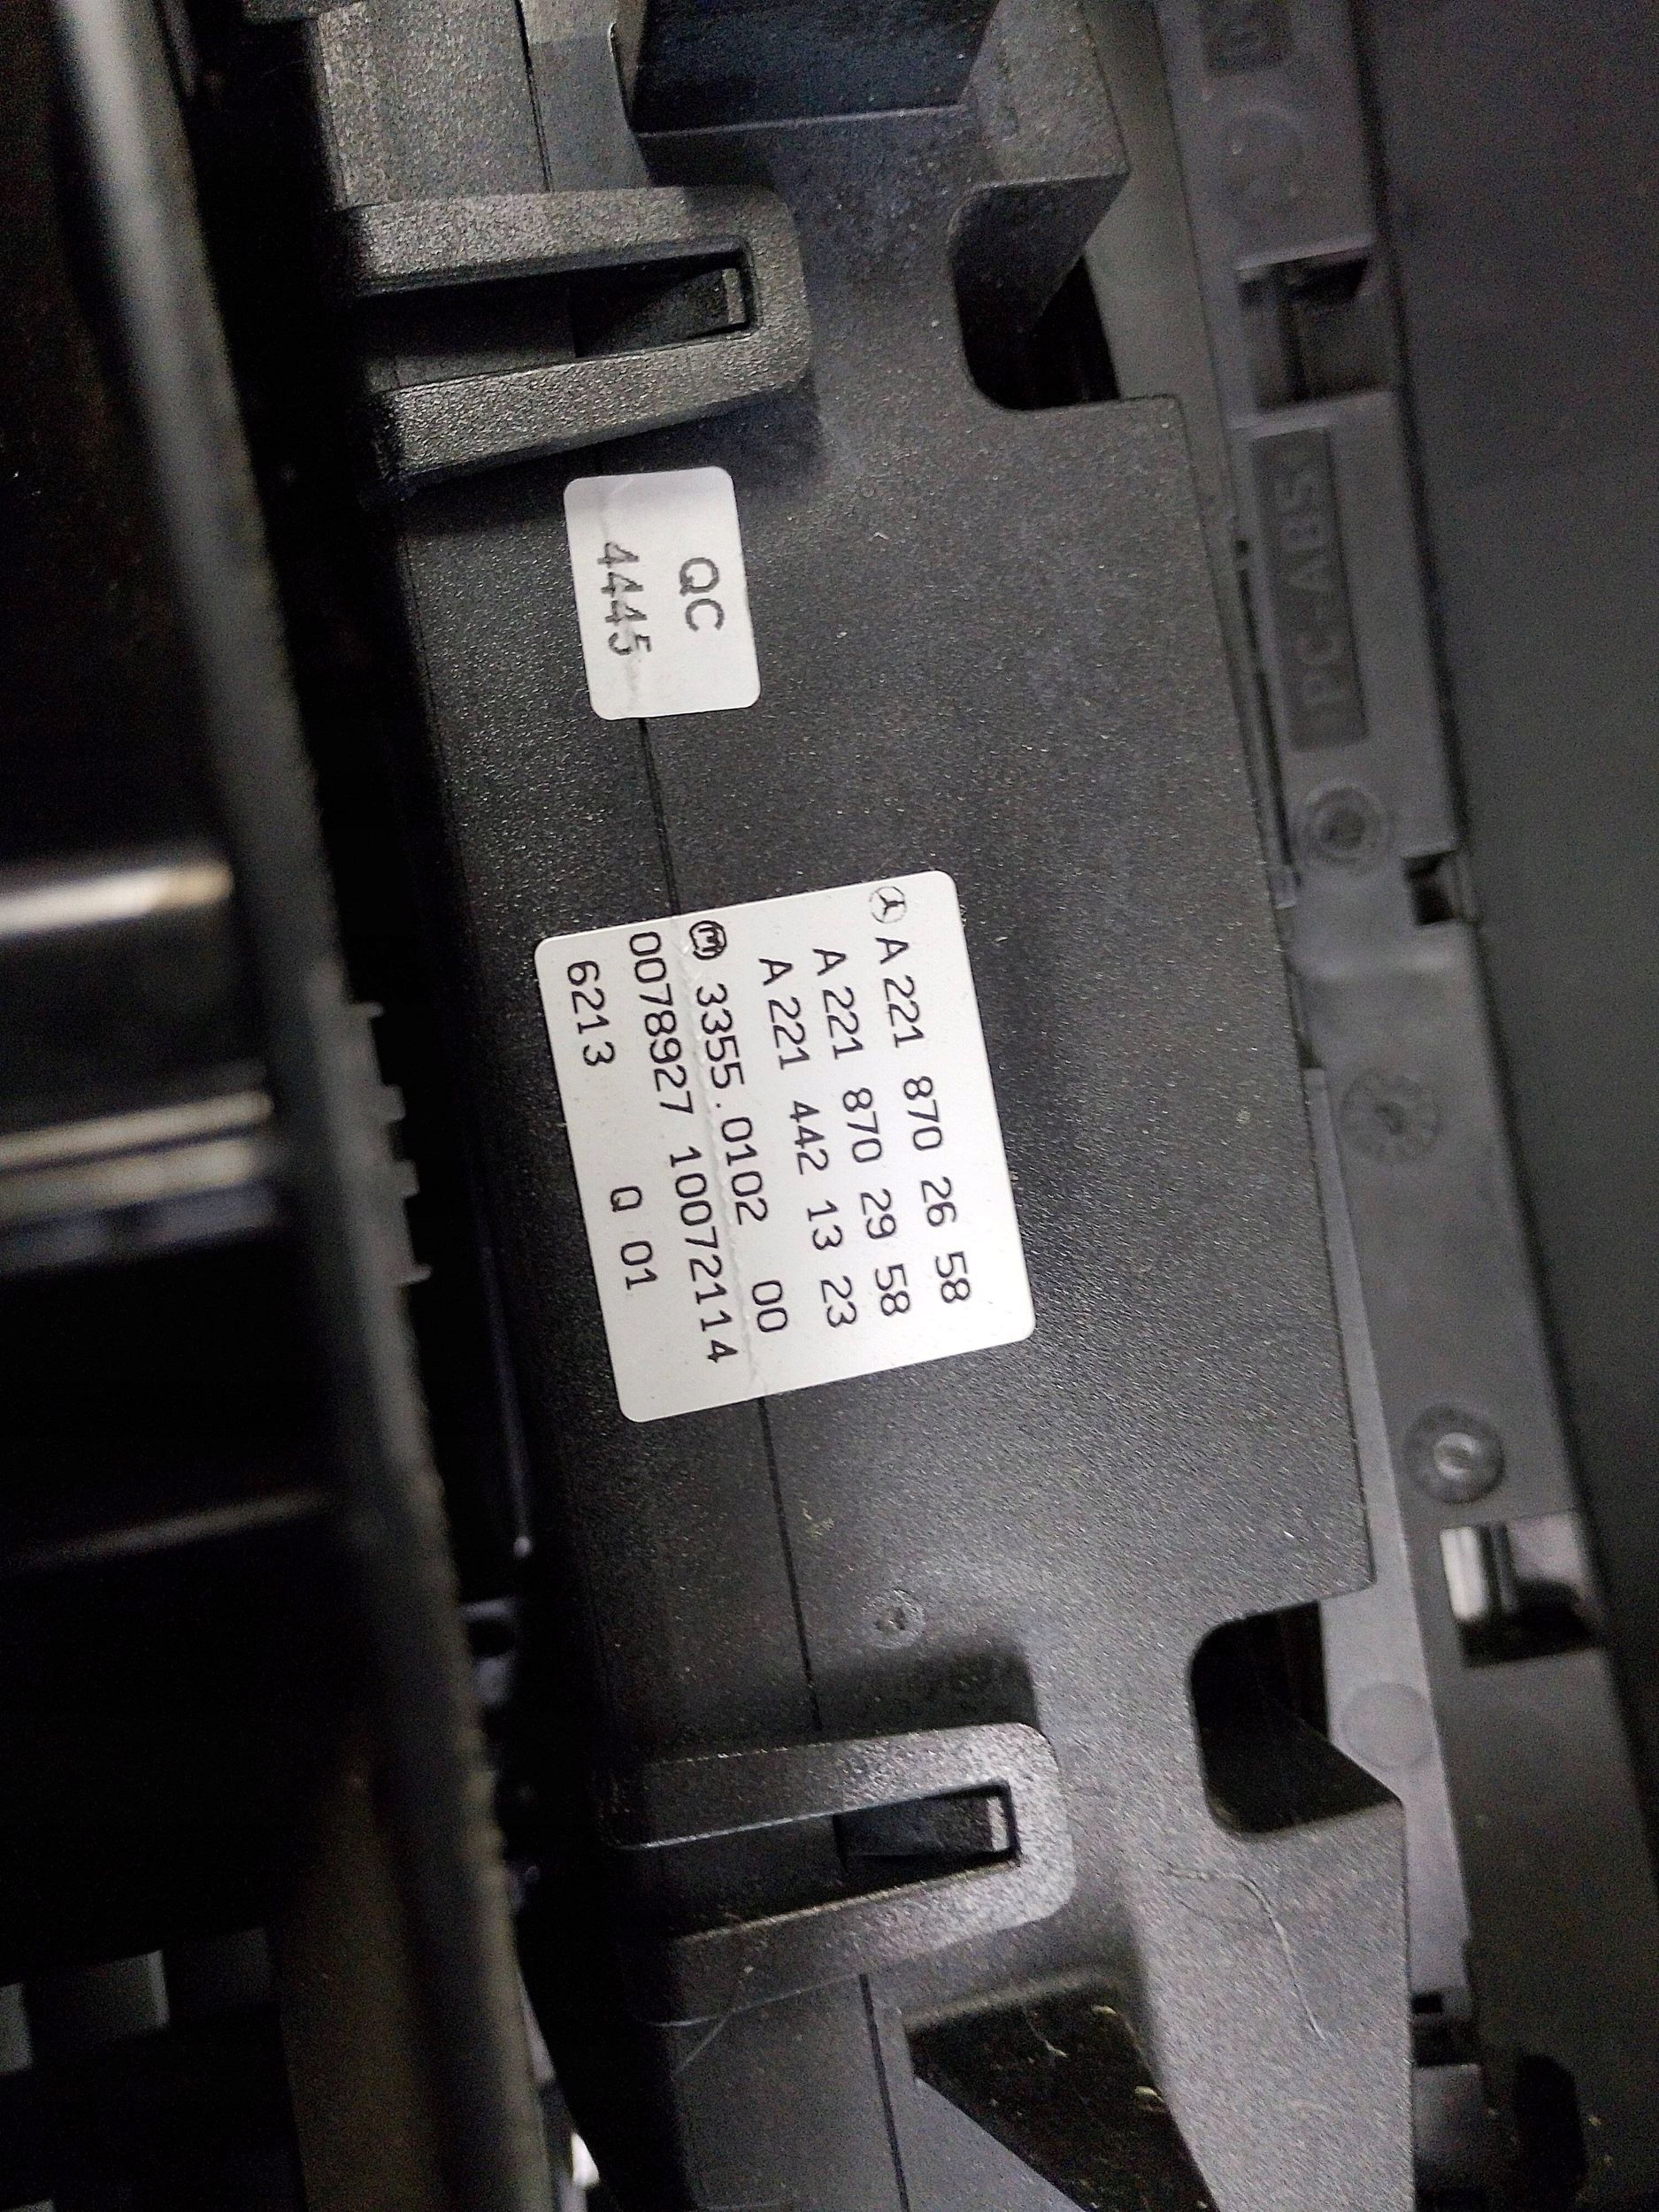 QC
4445
A 221 870 26 58
A 221 870 29 58
A 221 442 13 23
3355.0102 00
0078927 10072114
6213 Q 01
>PC ABS<